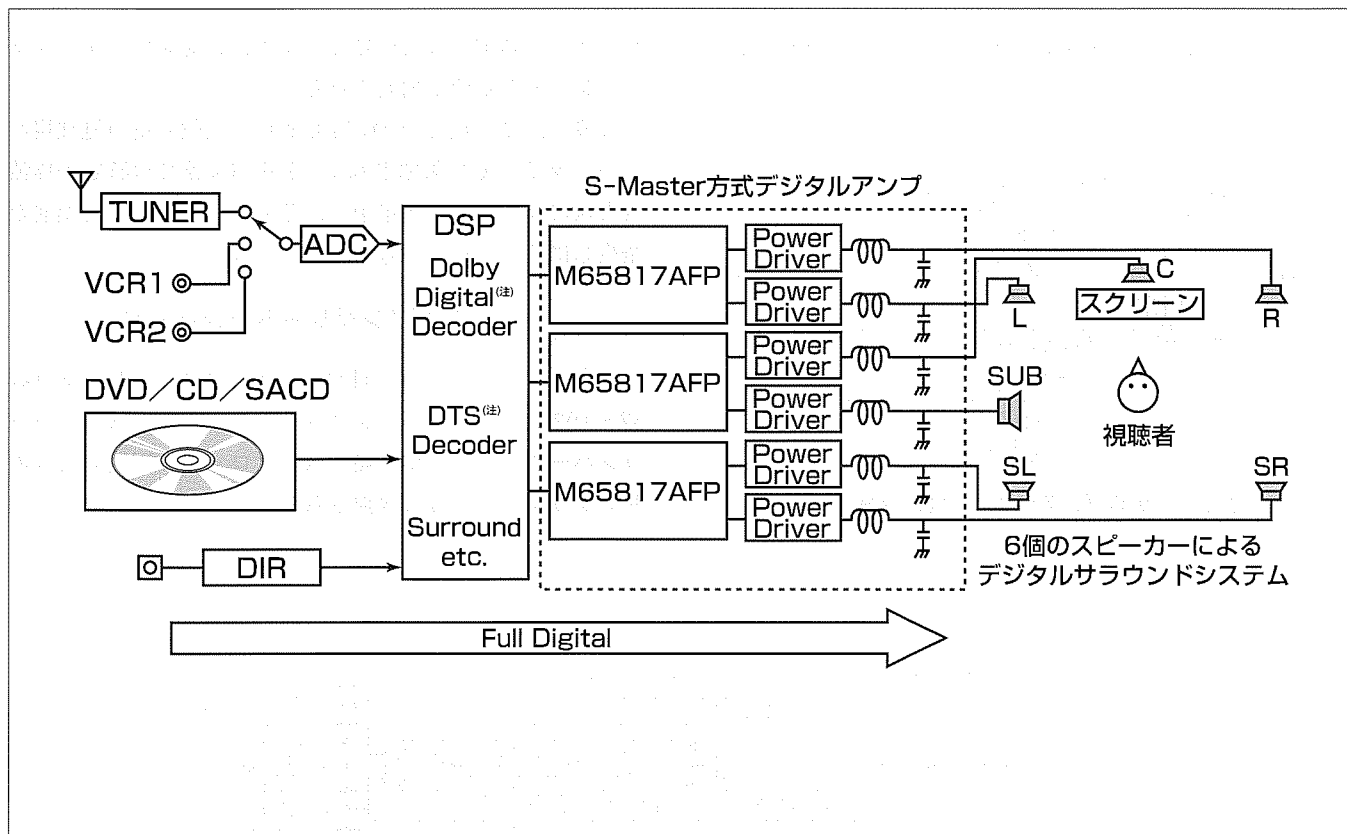 S-Master方式デジタルアンプ
TUNER
ADC
VCR1
VCR2
DVD／CD／SACD
DIR
DSP
Dolby
Digital(注)
Decoder
DTS(注)
Decoder
Surround
etc.
M65817AFP
M65817AFP
M65817AFP
Power
Driver
Power
Driver
Power
Driver
Power
Driver
Power
Driver
Power
Driver
C
スクリーン
L
R
SUB
視聴者
SL
SR
6個のスピーカーによる
デジタルサラウンドシステム
Full Digital